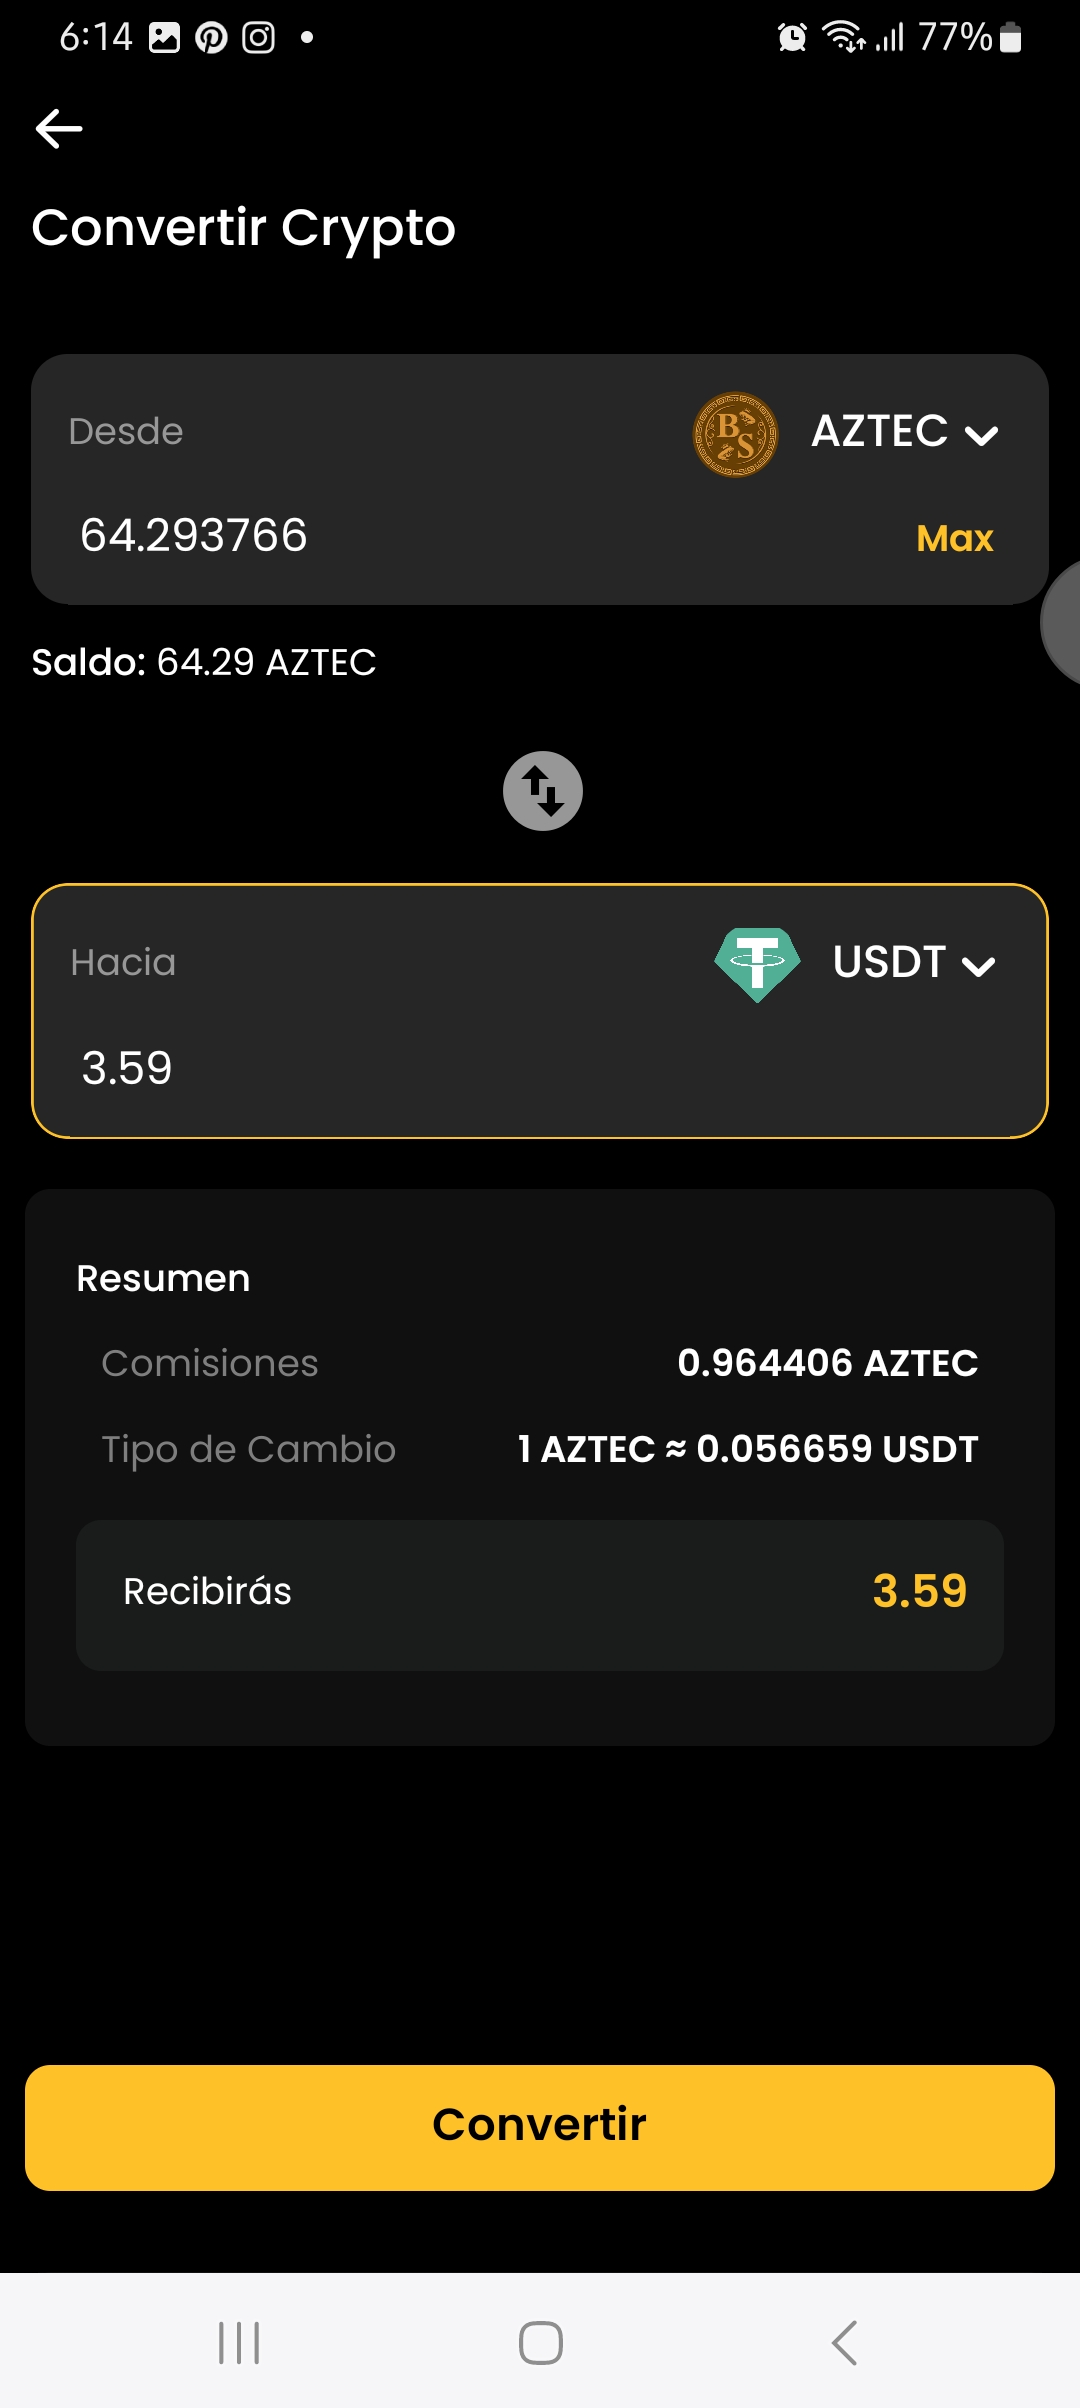 6:14 77%
Convertir Crypto
Desde AZTEC
64.293766 Max
Saldo: 64.29 AZTEC
Hacia USDT
3.59
Resumen
Comisiones 0.964406 AZTEC
Tipo de Cambio 1 AZTEC ≈ 0.056659 USDT
Recibirás 3.59
Convertir